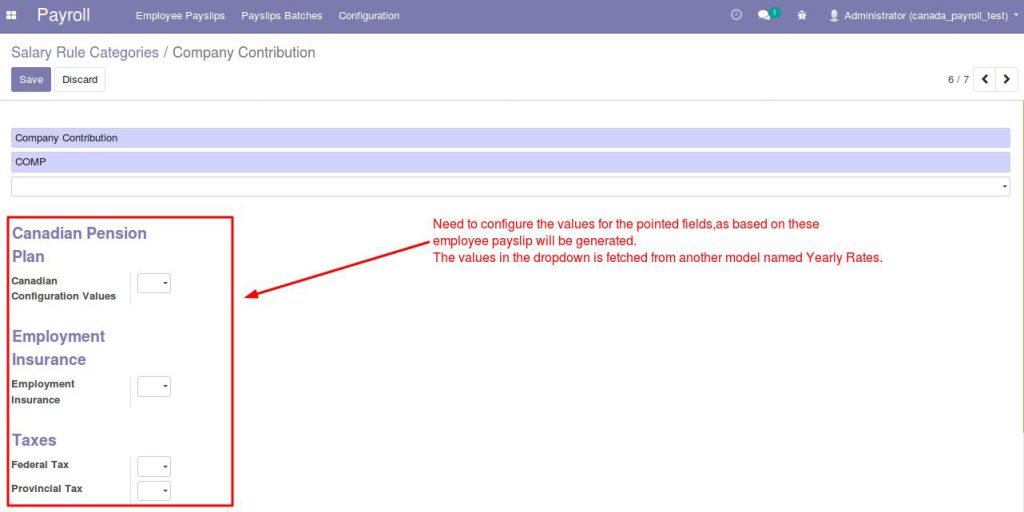 Payroll Employee Payslips Payslips Batches Configuration 1 Administrator (canada_payroll_test)
Salary Rule Categories / Company Contribution
Save Discard 6 / 7
Company Contribution
COMP
Need to configure the values for the pointed fields,as based on these
employee payslip will be generated.
The values in the dropdown is fetched from another model named Yearly Rates.
Canadian Pension
Plan
Canadian
Configuration Values
Employment
Insurance
Employment
Insurance
Taxes
Federal Tax
Provincial Tax